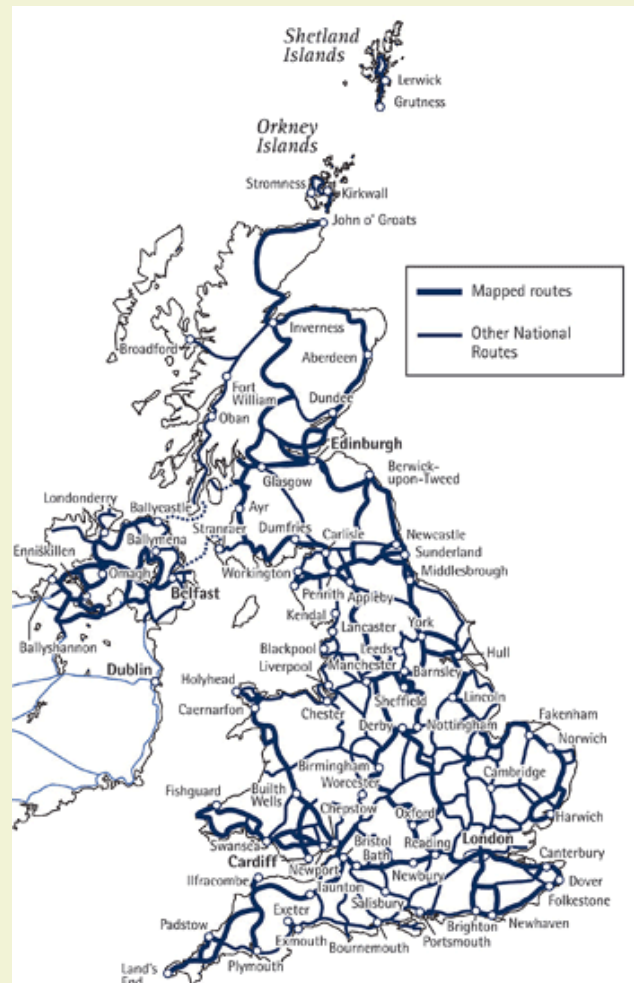 Shetland
Islands
Lerwick
Grutness
Orkney
Islands
Stromness
Kirkwall
John o' Groats
Mapped routes
Other National
Routes
Inverness
Broadford
Aberdeen
Fort
William
Dundee
Oban
Edinburgh
Glasgow
Berwick-
upon-Tweed
Londonderry
Ballycastle
Ayr
Stranraer
Dumfries
Carlisle
Newcastle
Ballymena
Sunderland
Enniskillen
Omagh
Workington
Middlesbrough
Belfast
Penrith
Appleby
Kendal
York
Lancaster
Ballyshannon
Blackpool
Leeds
Hull
Dublin
Liverpool
Manchester
Barnsley
Holyhead
Sheffield
Lincoln
Caernarfon
Chester
Derby
Nottingham
Fakenham
Norwich
Birmingham
Cambridge
Worcester
Fishguard
Builth
Wells
Chepstow
Oxford
Harwich
Swansea
Bristol
London
Cardiff
Bath
Reading
Canterbury
Newport
Newbury
Ilfracombe
Taunton
Dover
Salisbury
Folkestone
Padstow
Exeter
Brighton
Newhaven
Exmouth
Portsmouth
Bournemouth
Land's
End
Plymouth